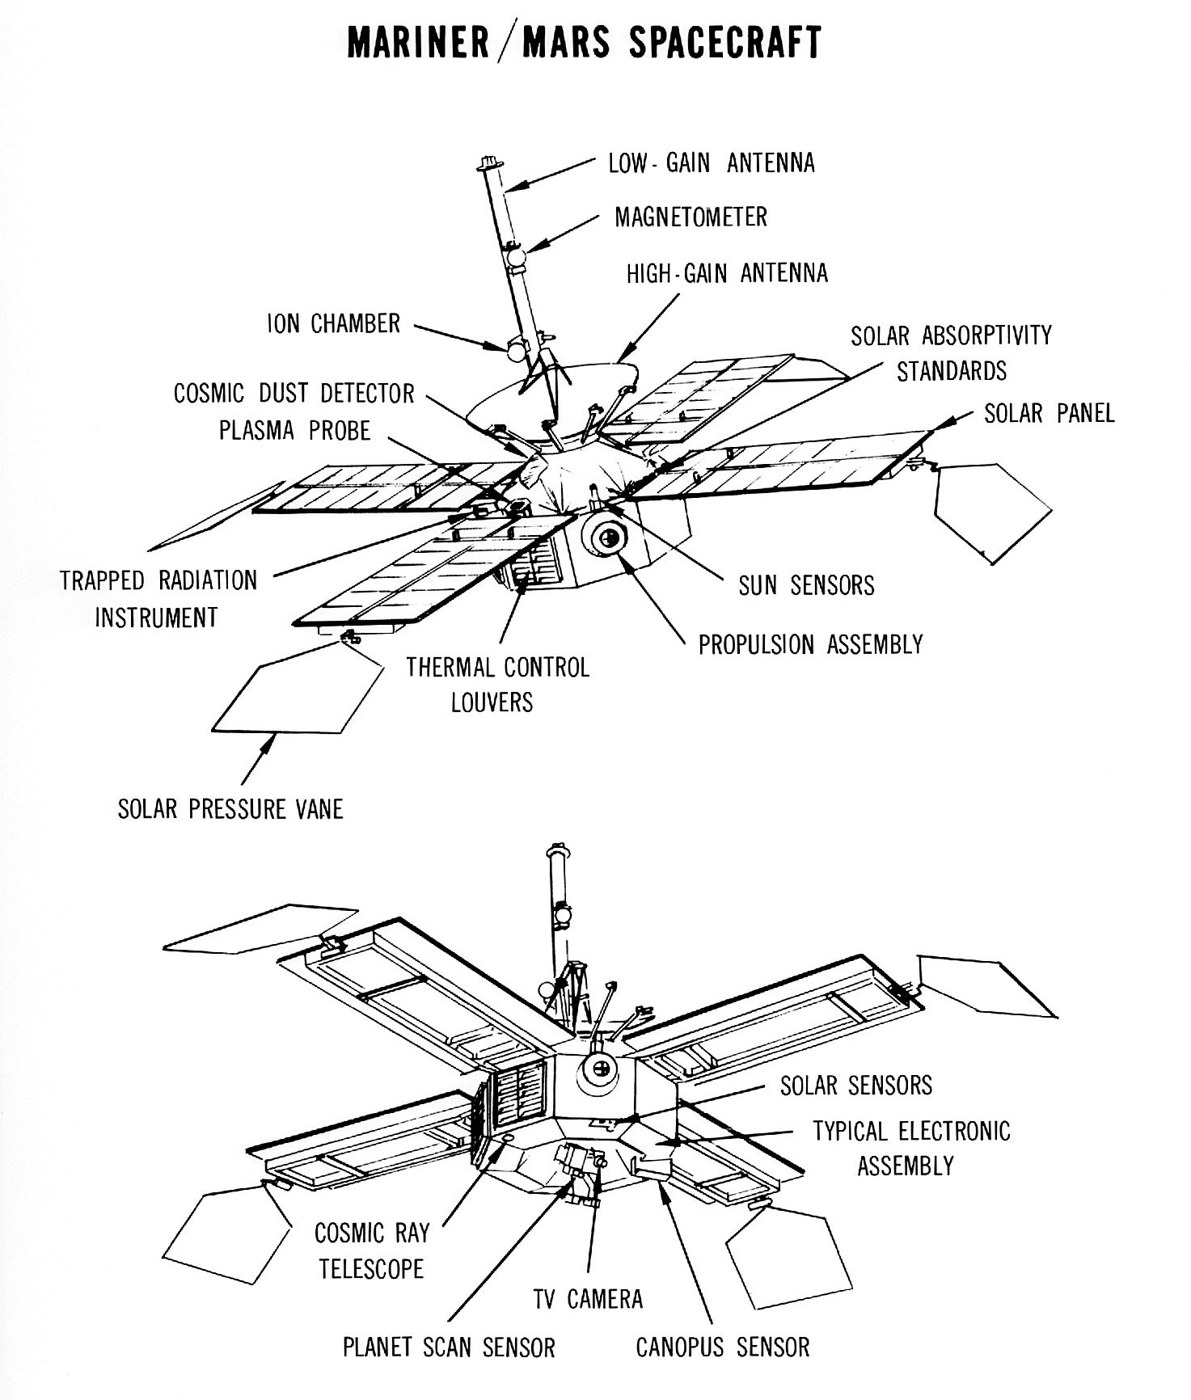 MARINER/MARS SPACECRAFT
LOW-GAIN ANTENNA
MAGNETOMETER
HIGH-GAIN ANTENNA
ION CHAMBER
SOLAR ABSORPTIVITY
STANDARDS
COSMIC DUST DETECTOR
PLASMA PROBE
SOLAR PANEL
TRAPPED RADIATION
INSTRUMENT
SUN SENSORS
PROPULSION ASSEMBLY
THERMAL CONTROL
LOUVERS
SOLAR PRESSURE VANE
SOLAR SENSORS
TYPICAL ELECTRONIC
ASSEMBLY
COSMIC RAY
TELESCOPE
TV CAMERA
PLANET SCAN SENSOR
CANOPUS SENSOR